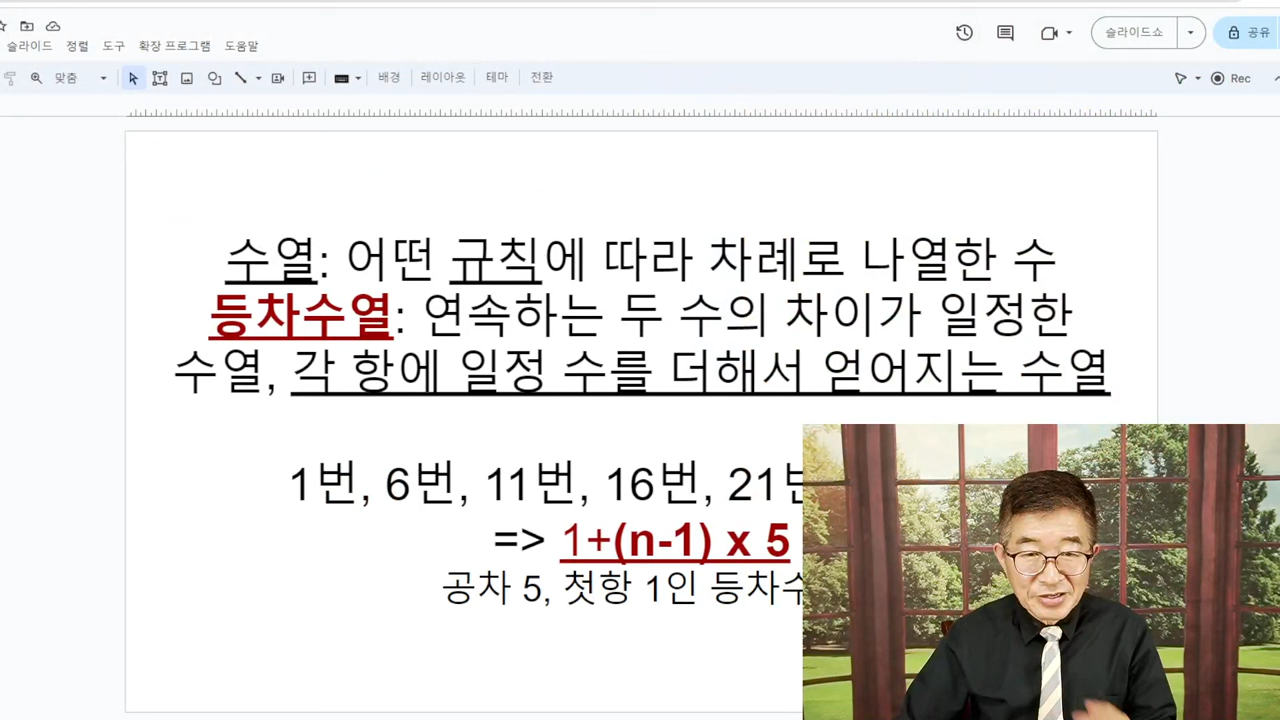 슬라이드 정렬 도구 확장 프로그램 도움말
슬라이드쇼
공유
맞춤
배경 레이아웃 테마 전환
Rec
수열: 어떤 규칙에 따라 차례로 나열한 수
등차수열: 연속하는 두 수의 차이가 일정한
수열, 각 항에 일정 수를 더해서 얻어지는 수열
1번, 6번, 11번, 16번, 21번
=> 1+(n-1) x 5
공차 5, 첫항 1인 등차수